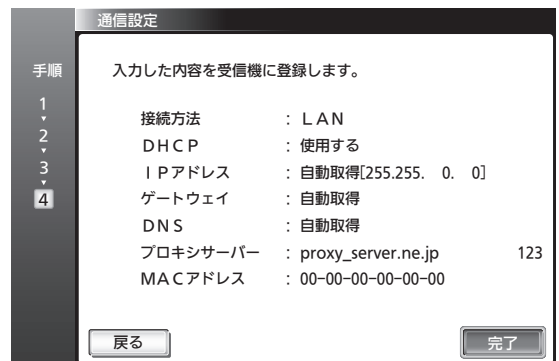 通信設定
手順
1
2
3
4
入力した内容を受信機に登録します。
接続方法 : LAN
DHCP : 使用する
IPアドレス : 自動取得[255.255. 0. 0]
ゲートウェイ : 自動取得
DNS : 自動取得
プロキシサーバー : proxy_server.ne.jp 123
MACアドレス : 00-00-00-00-00-00
戻る 完了